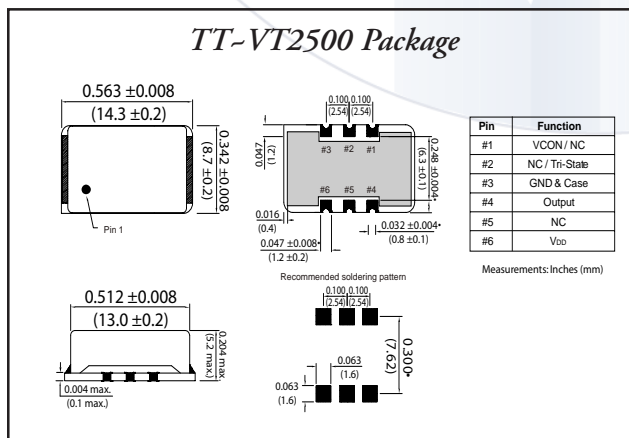 TT~VT2500 Package
0.563 ±0.008
(14.3 ±0.2)
0.342 ±0.008
(8.7 ±0.2)
Pin 1
0.100 0.100
(2.54) (2.54)
#3 #2 #1
0.047
(1.2)
0.248 ±0.004*
(6.3 ±0.1)
#6 #5 #4
0.016
(0.4)
0.047 ±0.008*
(1.2 ±0.2)
0.032 ±0.004*
(0.8 ±0.1)
Pin Function
#1 VCON / NC
#2 NC / Tri-State
#3 GND & Case
#4 Output
#5 NC
#6 VDD
Measurements: Inches (mm)
0.512 ±0.008
(13.0 ±0.2)
0.204 max
(5.2 max.)
0.004 max.
(0.1 max.)
Recommended soldering pattern
0.100 0.100
(2.54) (2.54)
0.300*
(7.62)
0.063
(1.6)
0.063
(1.6)